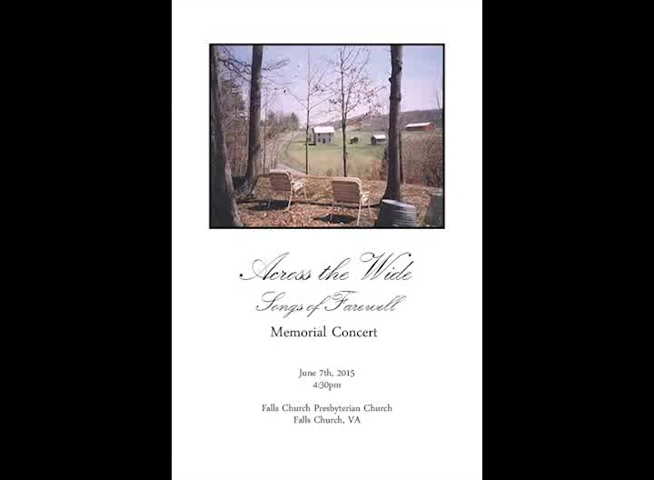 Across the Wide
Songs of Farewell
Memorial Concert
June 7th, 2015
4:30pm
Falls Church Presbyterian Church
Falls Church, VA